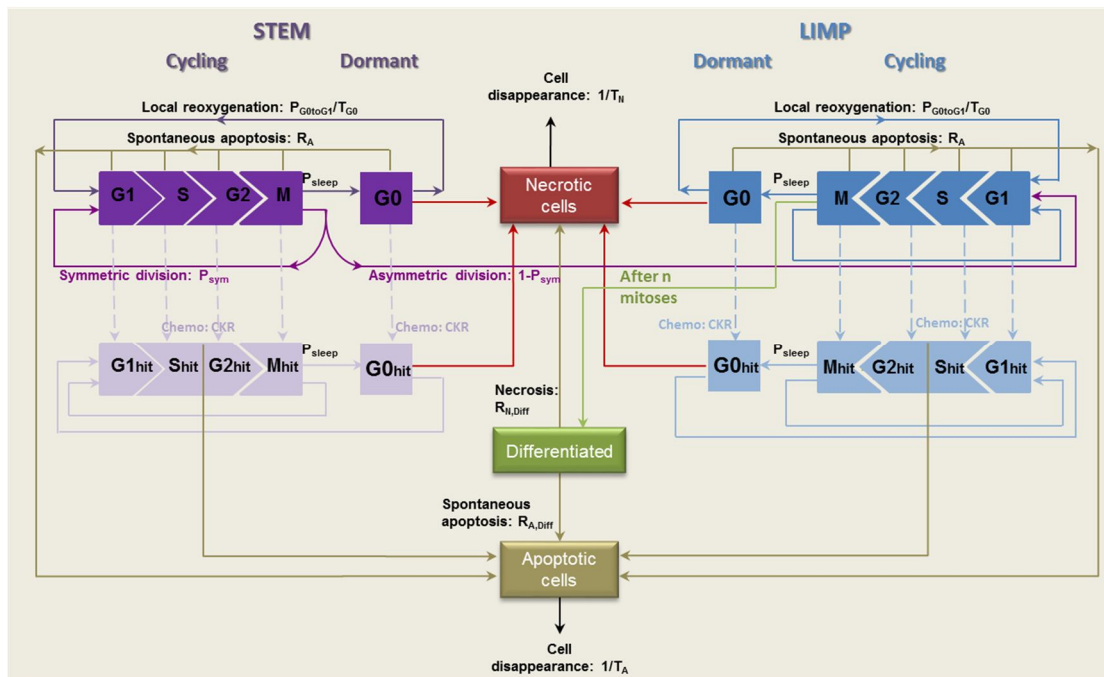 STEM
LIMP
Cycling
Dormant
Dormant
Cycling
Cell
disappearance: 1/TN
Local reoxygenation: PG0toG1/TG0
Local reoxygenation: PG0toG1/TG0
Spontaneous apoptosis: RA
Spontaneous apoptosis: RA
G1
S
G2
M
Psleep
G0
Necrotic
cells
G0
Psleep
M
G2
S
G1
Symmetric division: Psym
Asymmetric division: 1-Psym
After n
mitoses
Chemo: CKR
Chemo: CKR
Chemo: CKR
Chemo: CKR
G1hit
Shit
G2hit
Mhit
Psleep
G0hit
G0hit
Psleep
Mhit
G2hit
Shit
G1hit
Necrosis:
RN,Diff
Differentiated
Spontaneous
apoptosis: RA,Diff
Apoptotic
cells
Cell
disappearance: 1/TA